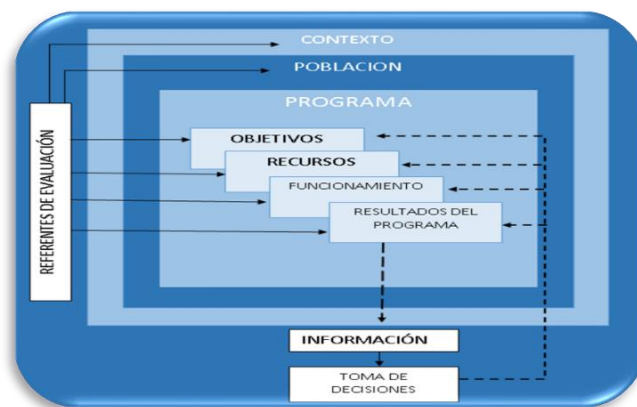 CONTEXTO
POBLACION
PROGRAMA
OBJETIVOS
RECURSOS
FUNCIONAMIENTO
RESULTADOS DEL
PROGRAMA
REFERENTES DE EVALUACIÓN
INFORMACIÓN
TOMA DE
DECISIONES